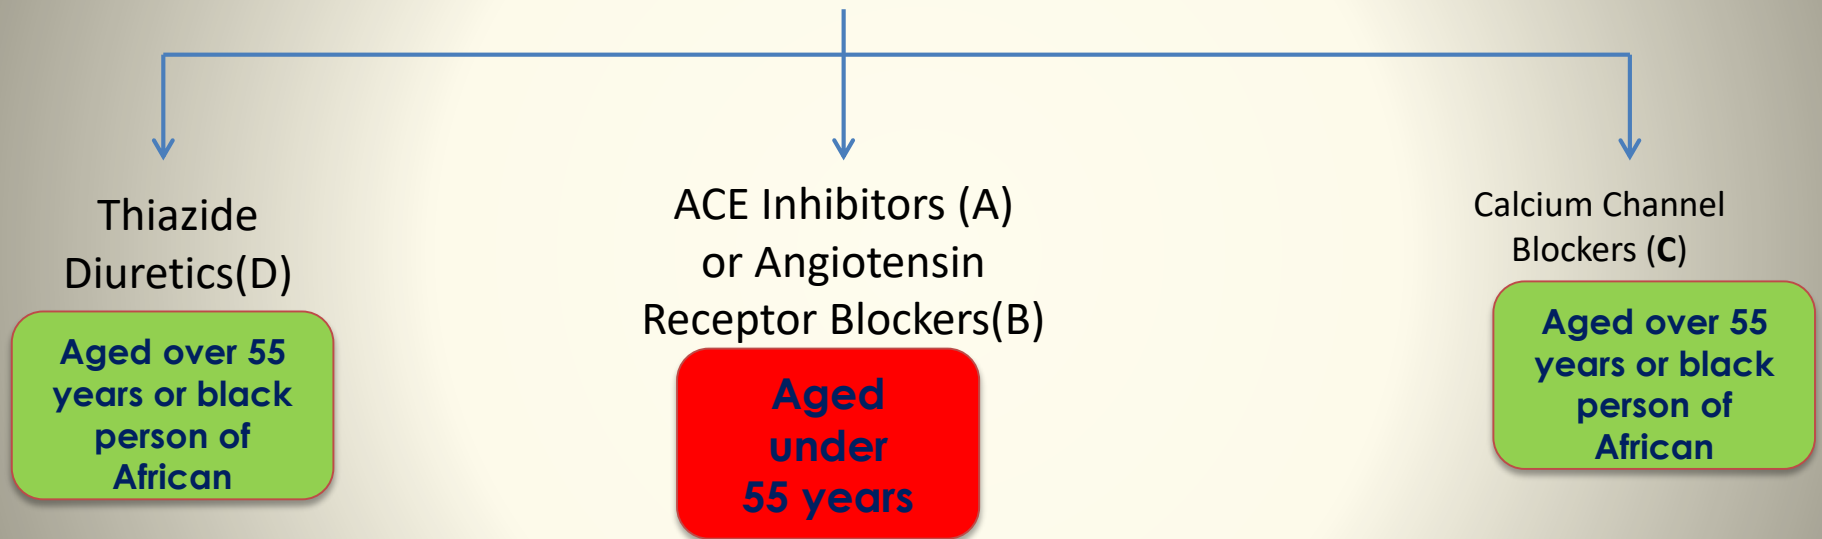 Thiazide
Diuretics(D)
Aged over 55
years or black
person of
African
ACE Inhibitors (A)
or Angiotensin
Receptor Blockers(B)
Aged
under
55 years
Calcium Channel
Blockers (C)
Aged over 55
years or black
person of
African